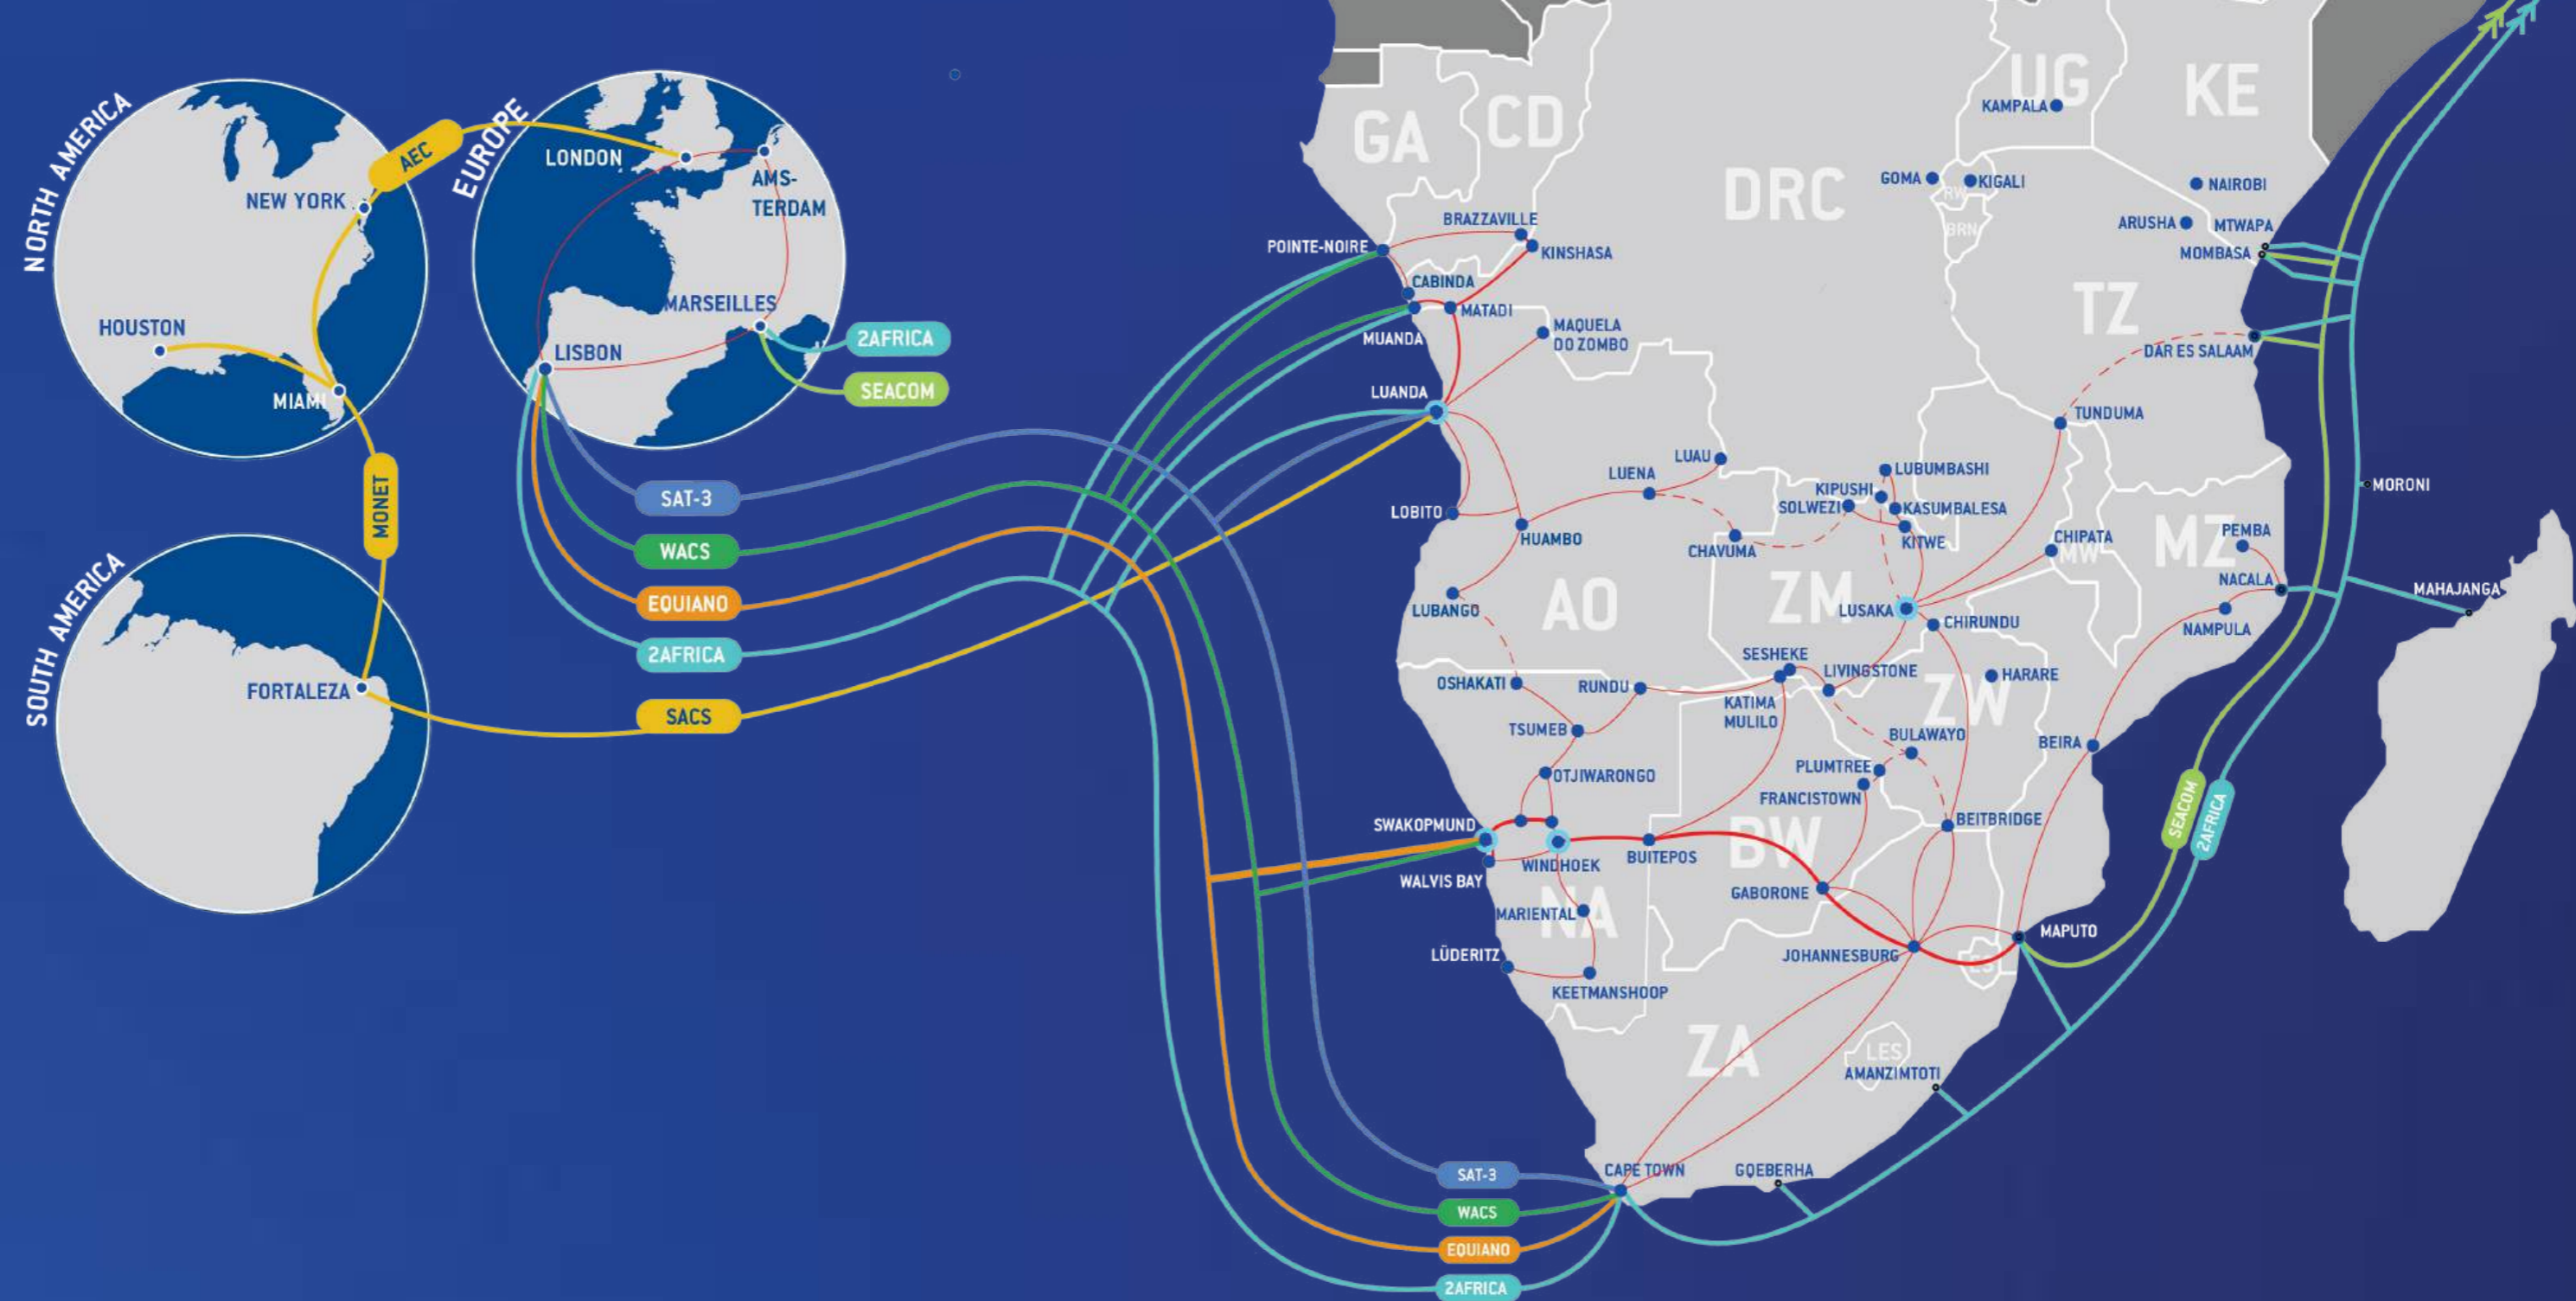 NORTH AMERICA
NEW YORK
HOUSTON
MIAMI
AEC
EUROPE
LONDON
AMS-
TERDAM
MARSEILLES
LISBON
2AFRICA
SEACOM
MONET
SOUTH AMERICA
FORTALEZA
SAT-3
WACS
EQUIANO
2AFRICA
SACS
GA
CD
DRC
UG
KE
KAMPALA
GOMA
KIGALI
RW
BRN
NAIROBI
ARUSHA
MTWAPA
MOMBASA
TZ
DAR ES SALAAM
TUNDUMA
BRAZZAVILLE
POINTE-NOIRE
KINSHASA
CABINDA
MATADI
MUANDA
MAQUELA
DO ZOMBO
LUANDA
LUAU
LUENA
LOBITO
HUAMBO
LUBANGO
AO
CHAVUMA
LUBUMBASHI
KIPUSHI
SOLWEZI
KASUMBALESA
KITWE
ZM
LUSAKA
CHIRUNDU
CHIPATA
MW
MZ
PEMBA
NACALA
NAMPULA
MORONI
MAHAJANGA
OSHAKATI
RUNDU
SESHEKE
LIVINGSTONE
KATIMA
MULILO
ZW
HARARE
TSUMEB
BULAWAYO
BEIRA
OTJIWARONGO
PLUMTREE
FRANCISTOWN
SWAKOPMUND
BEITBRIDGE
WALVIS BAY
WINDHOEK
BUITEPOS
BW
GABORONE
MARIENTAL
NA
LÜDERITZ
KEETMANSHOOP
JOHANNESBURG
ES
MAPUTO
SEACOM
2AFRICA
ZA
LES
AMANZIMTOTI
CAPE TOWN
GQEBERHA
SAT-3
WACS
EQUIANO
2AFRICA